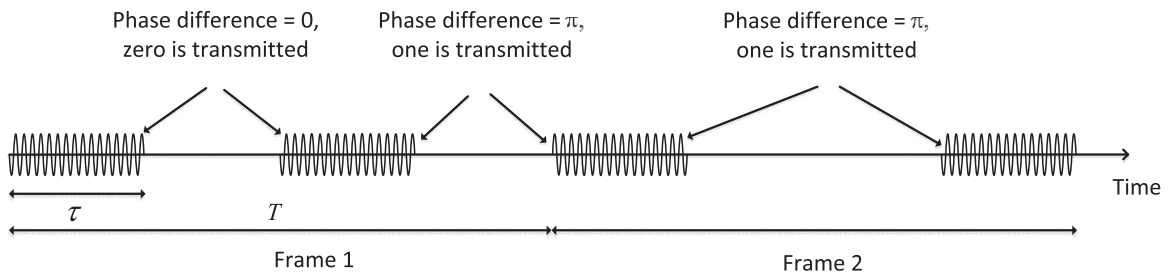 Phase difference = 0,
zero is transmitted
Phase difference = π,
one is transmitted
Phase difference = π,
one is transmitted
Time
τ
T
Frame 1
Frame 2